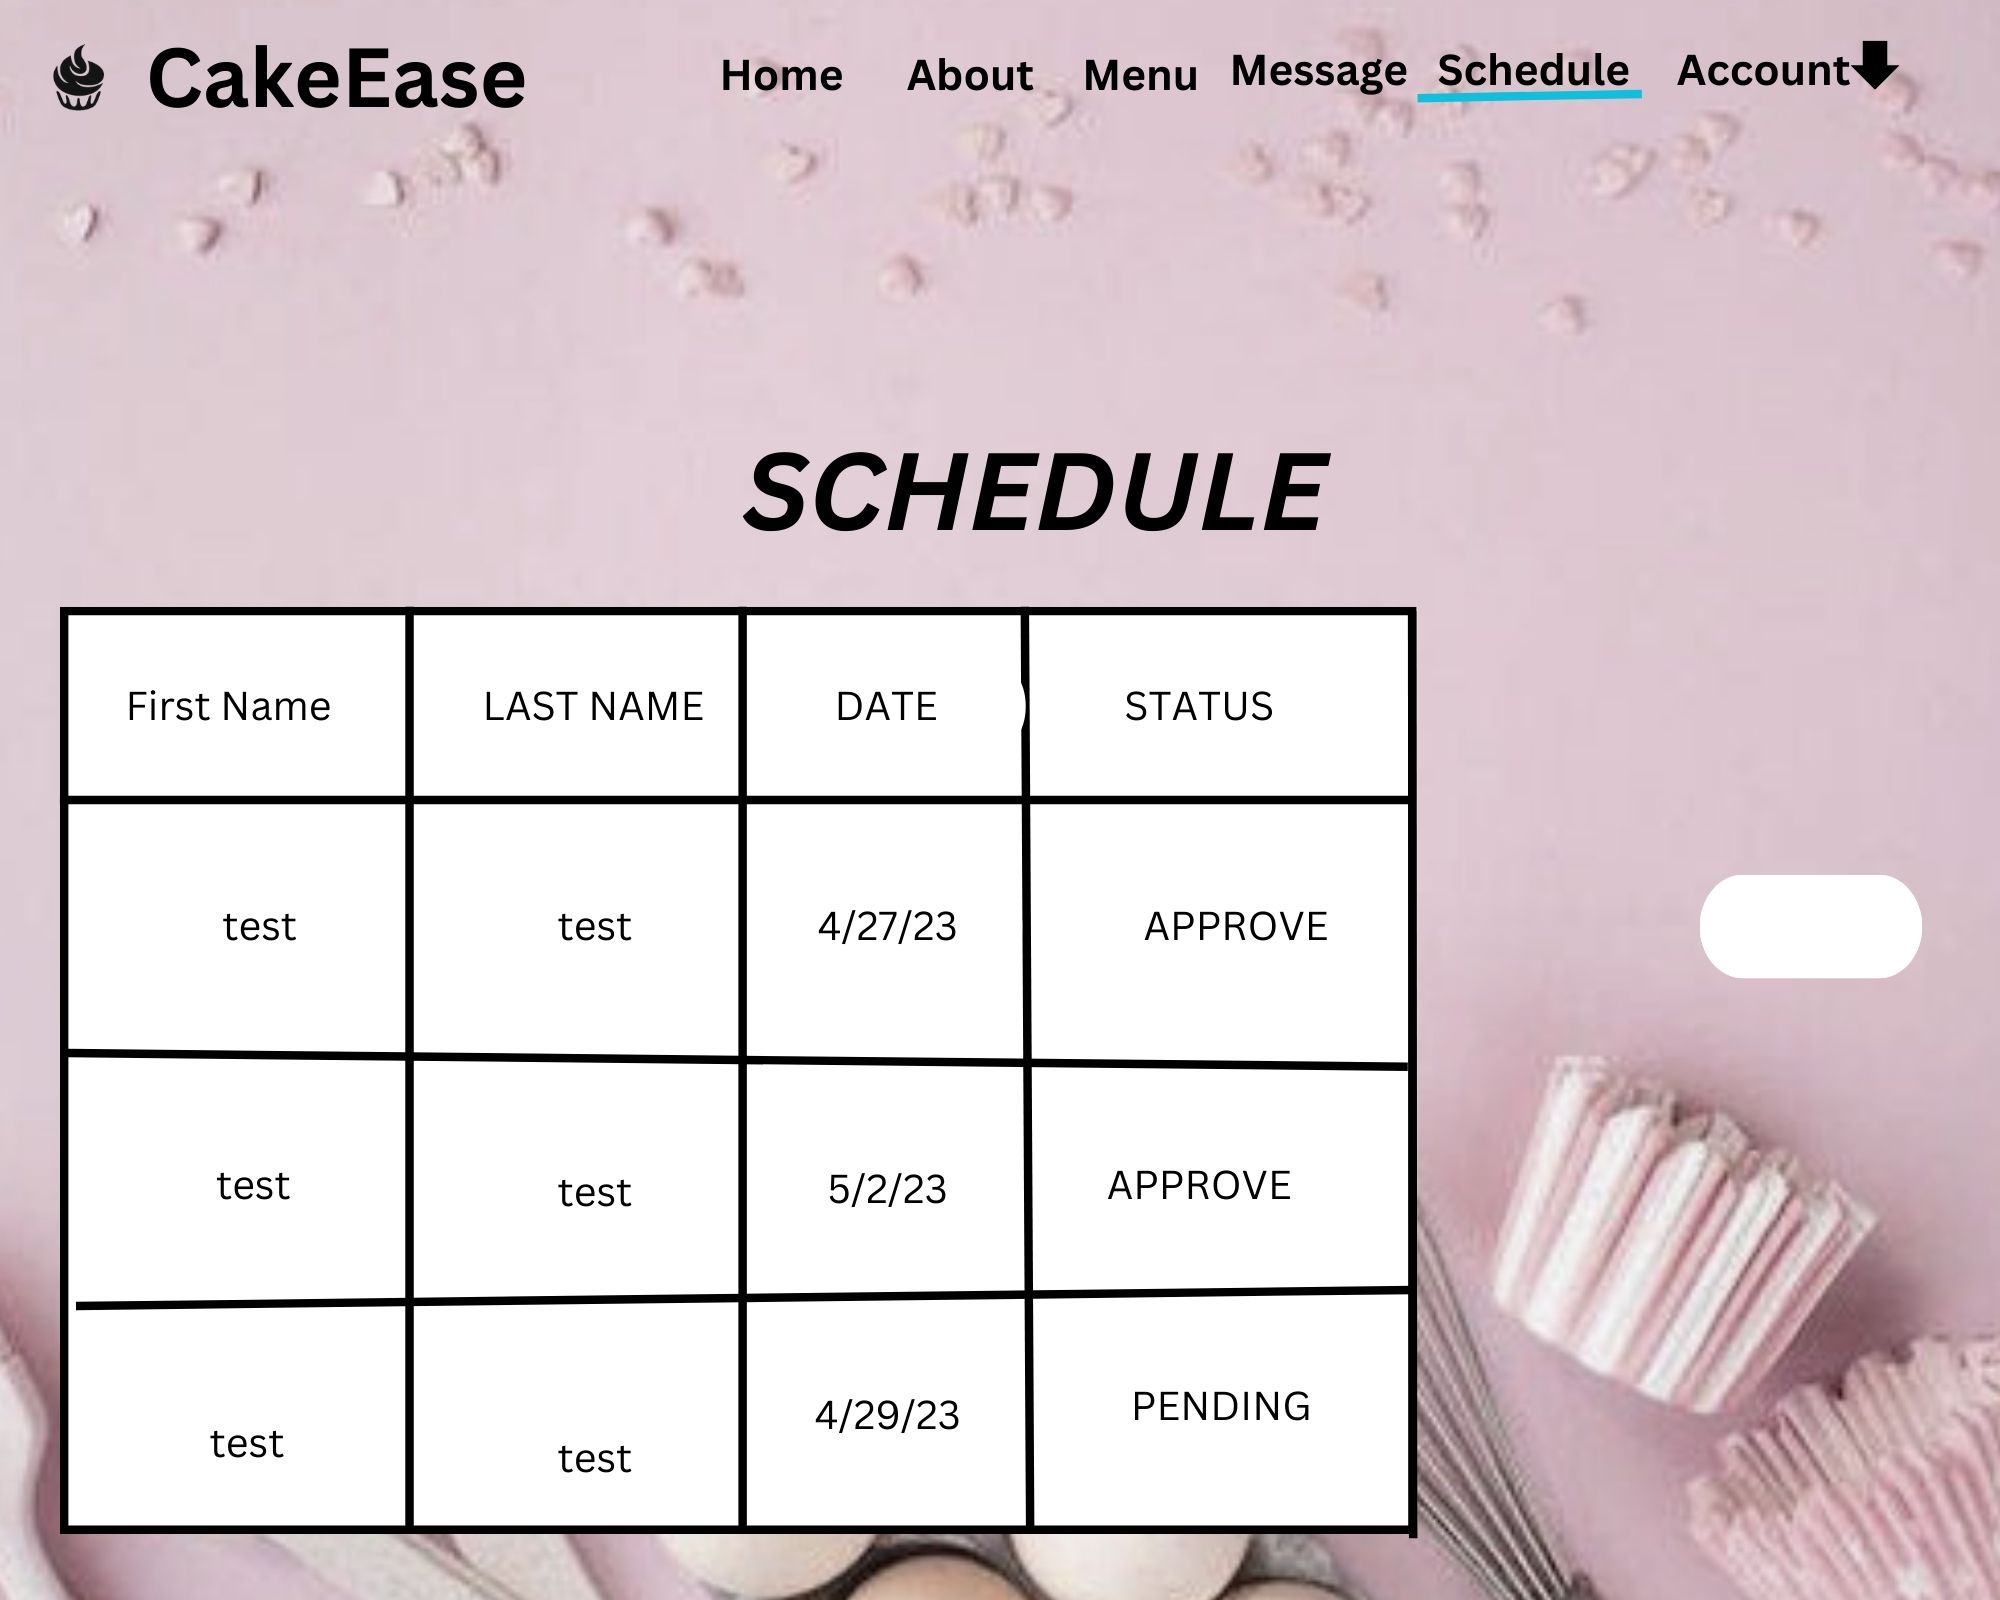 CakeEase
Home About Menu Message Schedule Account
SCHEDULE
First Name LAST NAME DATE STATUS
test test 4/27/23 APPROVE
test test 5/2/23 APPROVE
test test 4/29/23 PENDING